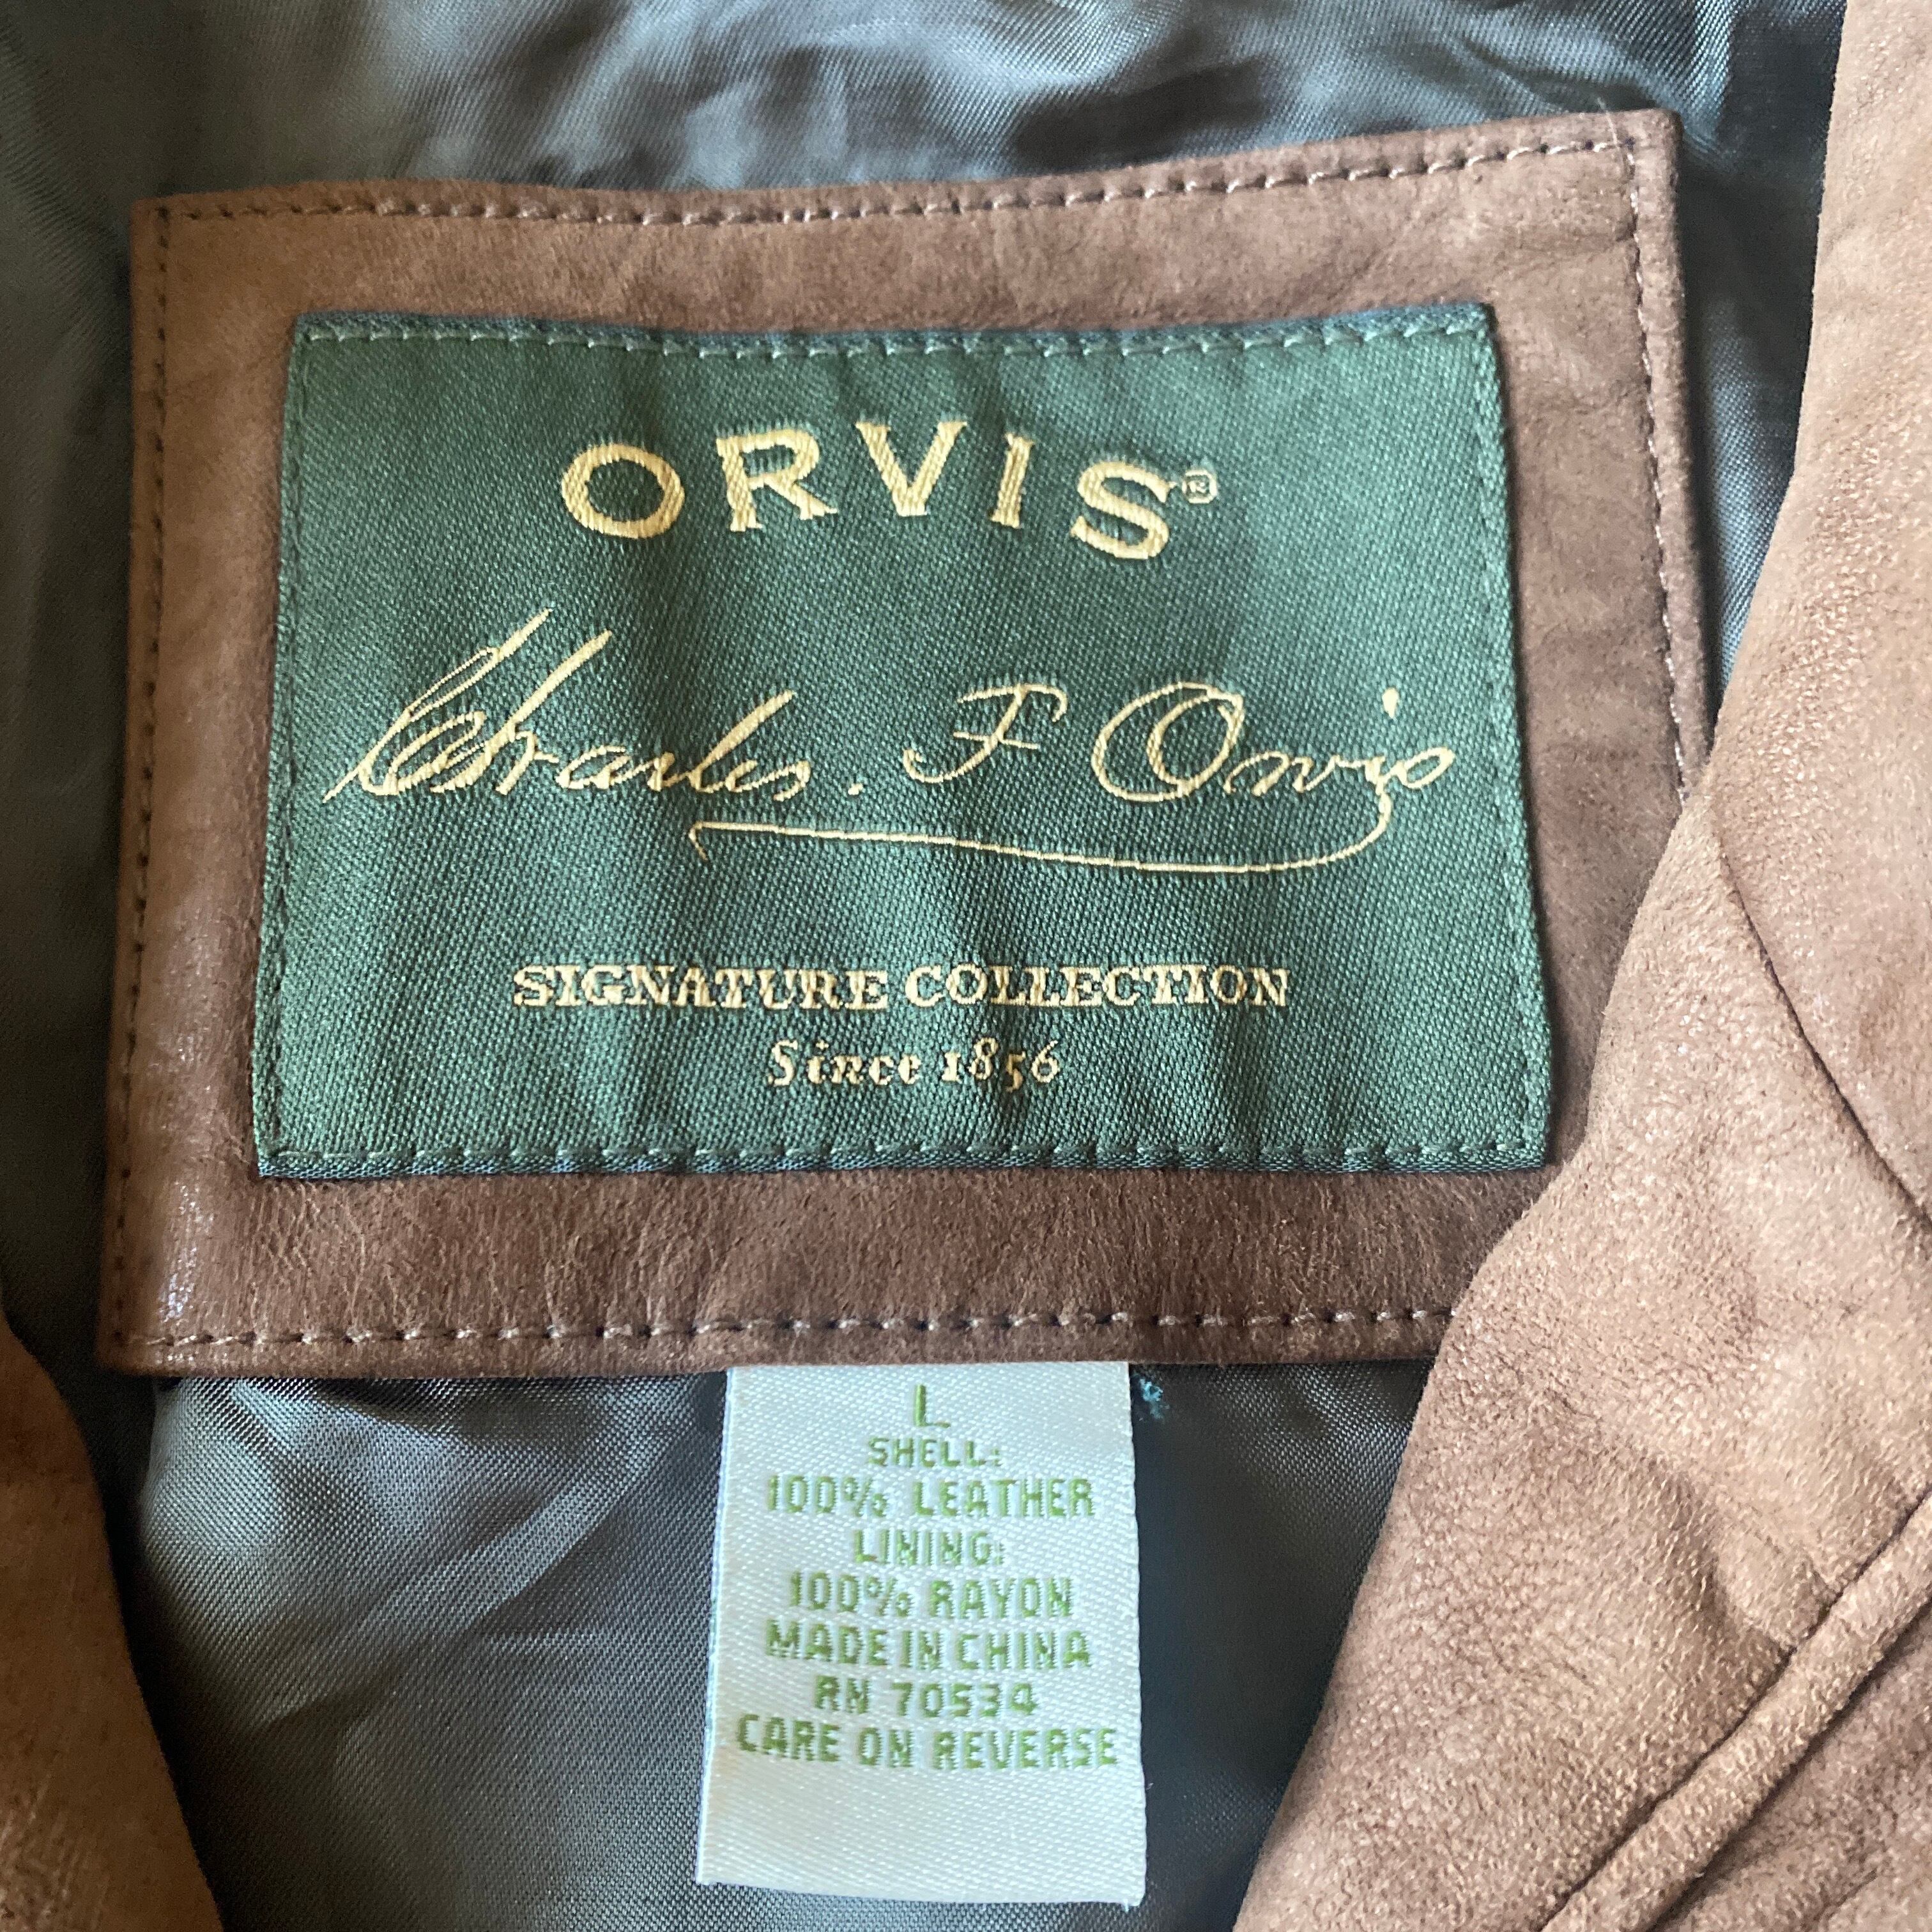 ORVIS®
Charles. F Orvis
SIGNATURE COLLECTION
Since 1856
L
SHELL:
100% LEATHER
LINING:
100% RAYON
MADE IN CHINA
RN 70534
CARE ON REVERSE